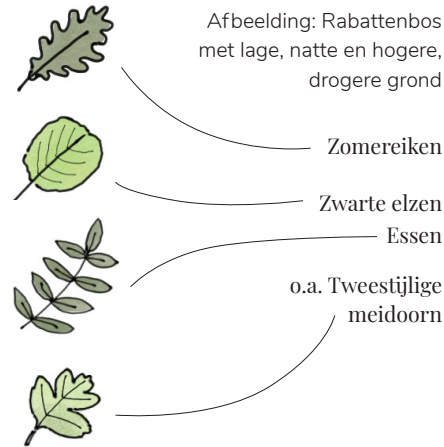 Afbeelding: Rabattenbos
met lage, natte en hogere,
drogere grond
Zomereiken
Zwarte elzen
Essen
o.a. Tweestijlige
meidoorn